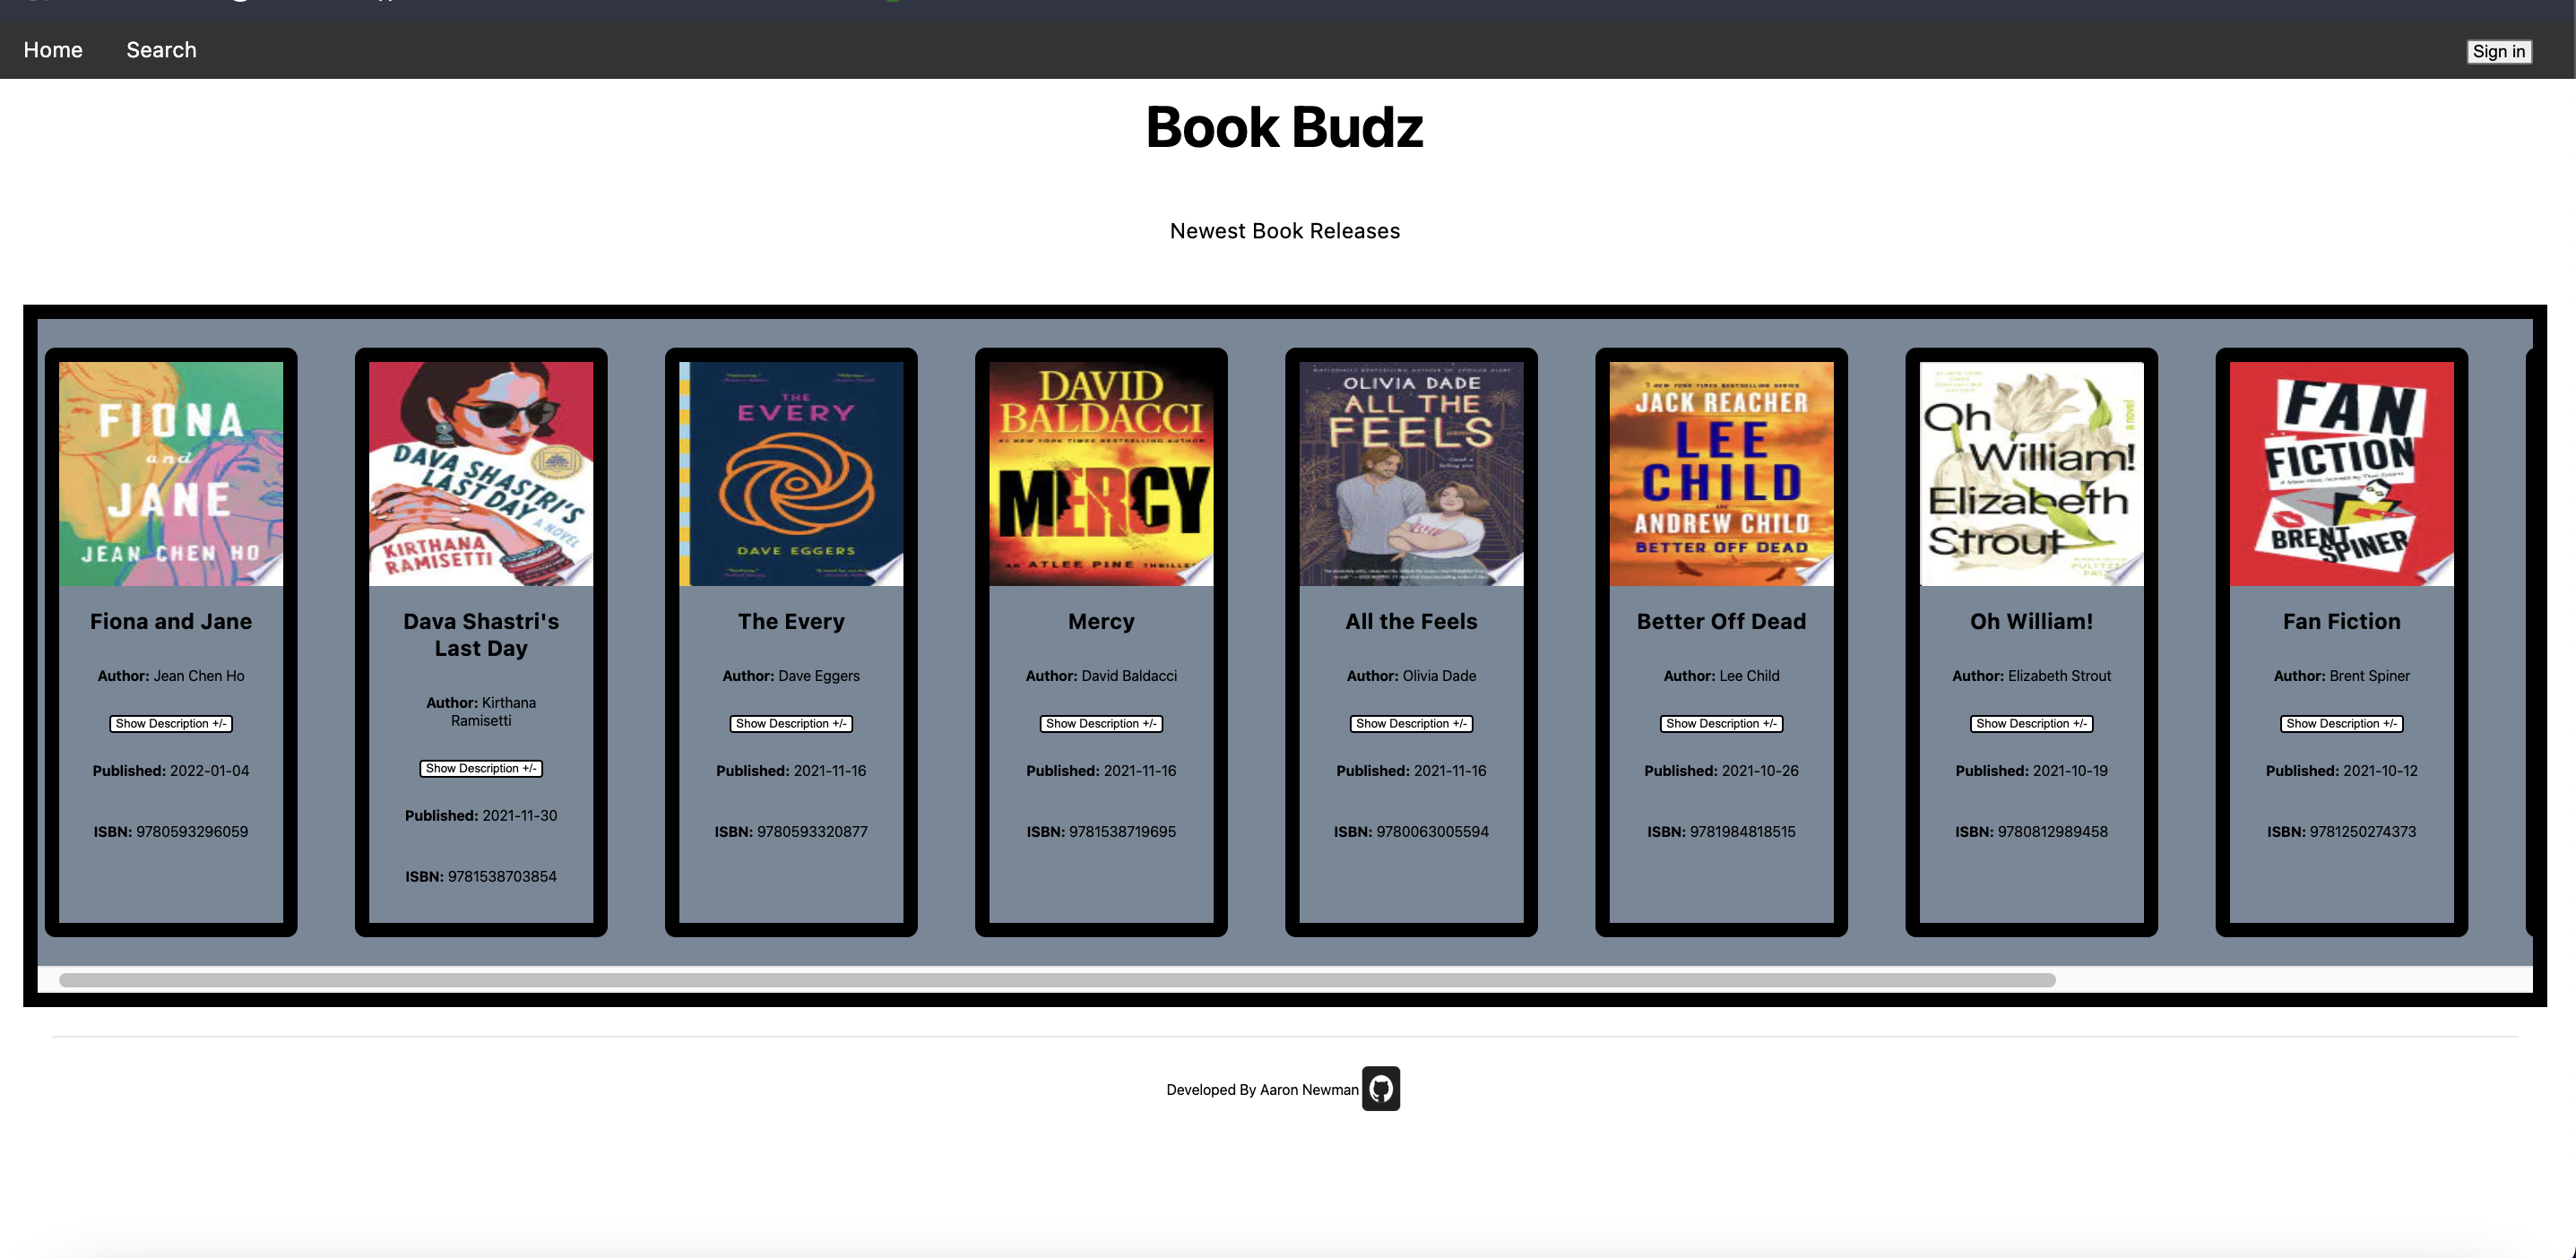 Home Search Sign in
Book Budz
Newest Book Releases
FIONA
and
JANE
JEAN CHEN HO
Fiona and Jane
Author: Jean Chen Ho
Show Description +/-
Published: 2022-01-04
ISBN: 9780593296059
DAVA SHASTRI'S
LAST DAY
A NOVEL
KIRTHANA
RAMISETTI
Dava Shastri's
Last Day
Author: Kirthana
Ramisetti
Show Description +/-
Published: 2021-11-30
ISBN: 9781538703854
THE
EVERY
DAVE EGGERS
The Every
Author: Dave Eggers
Show Description +/-
Published: 2021-11-16
ISBN: 9780593320877
DAVID
BALDACCI
#1 NEW YORK TIMES BESTSELLING AUTHOR
MERCY
AN ATLEE PINE THRILLER
Mercy
Author: David Baldacci
Show Description +/-
Published: 2021-11-16
ISBN: 9781538719695
OLIVIA DADE
ALL THE
FEELS
All the Feels
Author: Olivia Dade
Show Description +/-
Published: 2021-11-16
ISBN: 9780063005594
JACK REACHER
LEE
CHILD
AND
ANDREW CHILD
BETTER OFF DEAD
Better Off Dead
Author: Lee Child
Show Description +/-
Published: 2021-10-26
ISBN: 9781984818515
Oh
William!
a novel
Elizabeth
Strout
Oh William!
Author: Elizabeth Strout
Show Description +/-
Published: 2021-10-19
ISBN: 9780812989458
FAN
FICTION
BRENT
SPINER
Fan Fiction
Author: Brent Spiner
Show Description +/-
Published: 2021-10-12
ISBN: 9781250274373
Developed By Aaron Newman